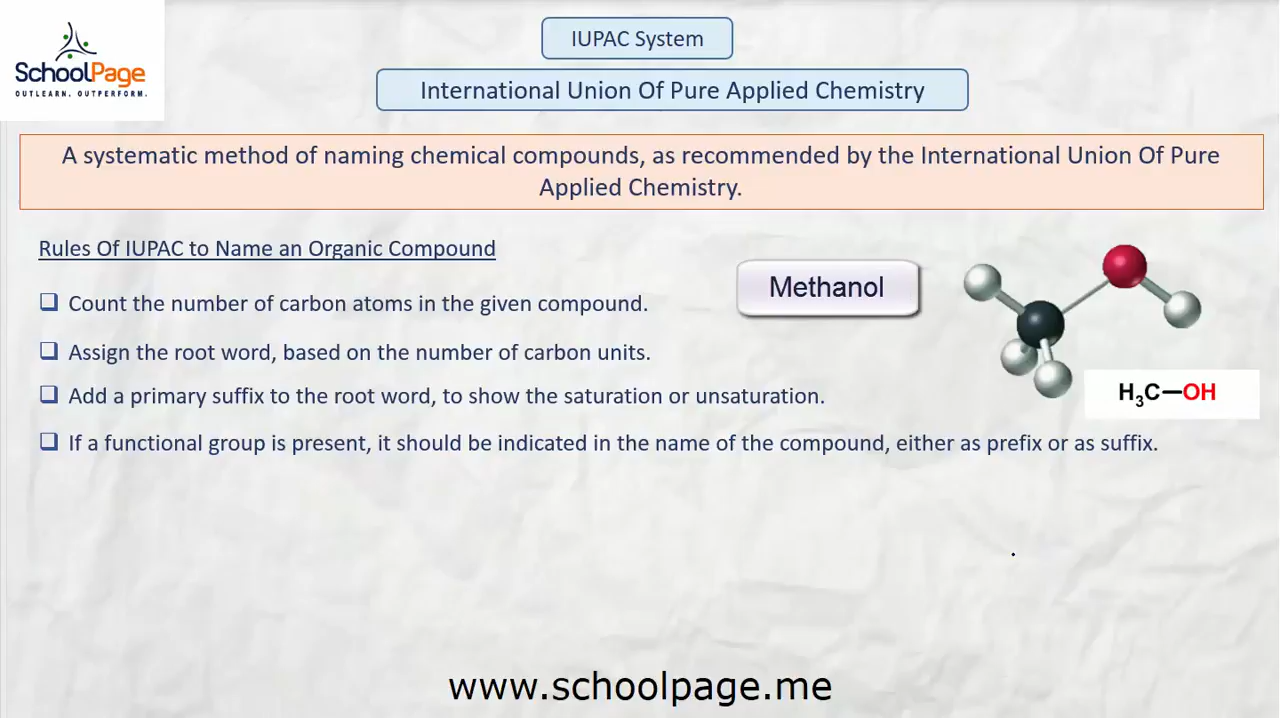 SchoolPage
OUTLEARN. OUTPERFORM.
IUPAC System
International Union Of Pure Applied Chemistry
A systematic method of naming chemical compounds, as recommended by the International Union Of Pure
Applied Chemistry.
Rules Of IUPAC to Name an Organic Compound
Count the number of carbon atoms in the given compound.
Assign the root word, based on the number of carbon units.
Add a primary suffix to the root word, to show the saturation or unsaturation.
If a functional group is present, it should be indicated in the name of the compound, either as prefix or as suffix.
Methanol
H₃C—OH
www.schoolpage.me